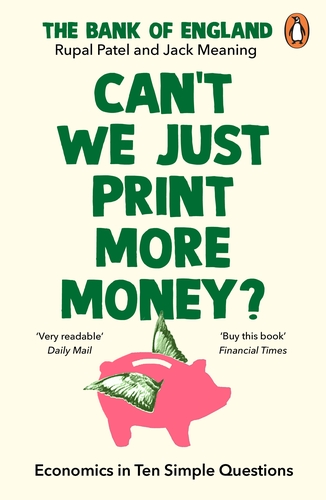 THE BANK OF ENGLAND
Rupal Patel and Jack Meaning
CAN'T
WE JUST
PRINT
MORE
MONEY?
'Very readable'
Daily Mail
'Buy this book'
Financial Times
Economics in Ten Simple Questions